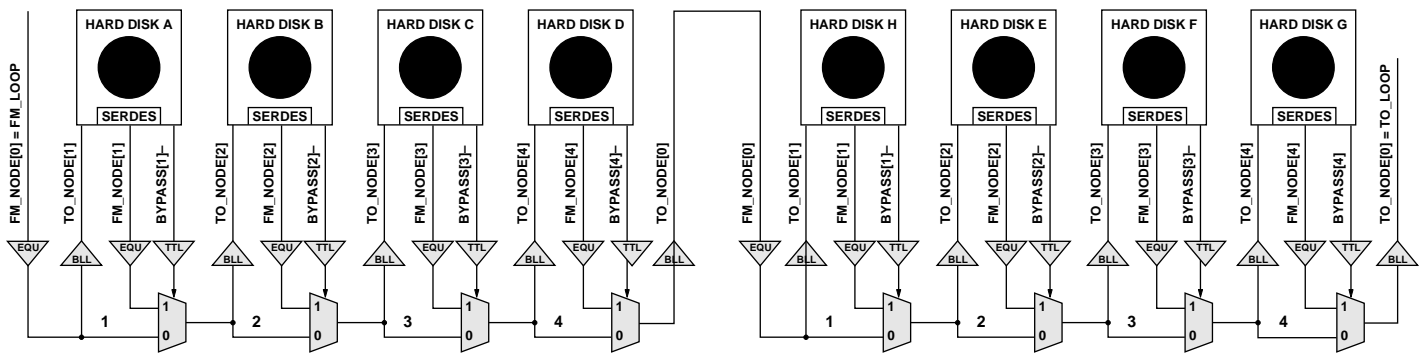 HARD DISK A
HARD DISK B
HARD DISK C
HARD DISK D
HARD DISK H
HARD DISK E
HARD DISK F
HARD DISK G
SERDES
SERDES
SERDES
SERDES
SERDES
SERDES
SERDES
SERDES
FM_NODE[0] = FM_LOOP
TO_NODE[1]
FM_NODE[1]
BYPASS[1]–
TO_NODE[2]
FM_NODE[2]
BYPASS[2]–
TO_NODE[3]
FM_NODE[3]
BYPASS[3]–
TO_NODE[4]
FM_NODE[4]
BYPASS[4]–
TO_NODE[0]
FM_NODE[0]
TO_NODE[1]
FM_NODE[1]
BYPASS[1]–
TO_NODE[2]
FM_NODE[2]
BYPASS[2]–
TO_NODE[3]
FM_NODE[3]
BYPASS[3]–
TO_NODE[4]
FM_NODE[4]
BYPASS[4]
TO_NODE[0] = TO_LOOP
EQU
BLL
EQU
TTL
BLL
EQU
TTL
BLL
EQU
TTL
BLL
EQU
TTL
BLL
EQU
BLL
EQU
TTL
BLL
EQU
TTL
BLL
EQU
TTL
BLL
EQU
TTL
BLL
1
1
0
2
1
0
3
1
0
4
1
0
1
1
0
2
1
0
3
1
0
4
1
0